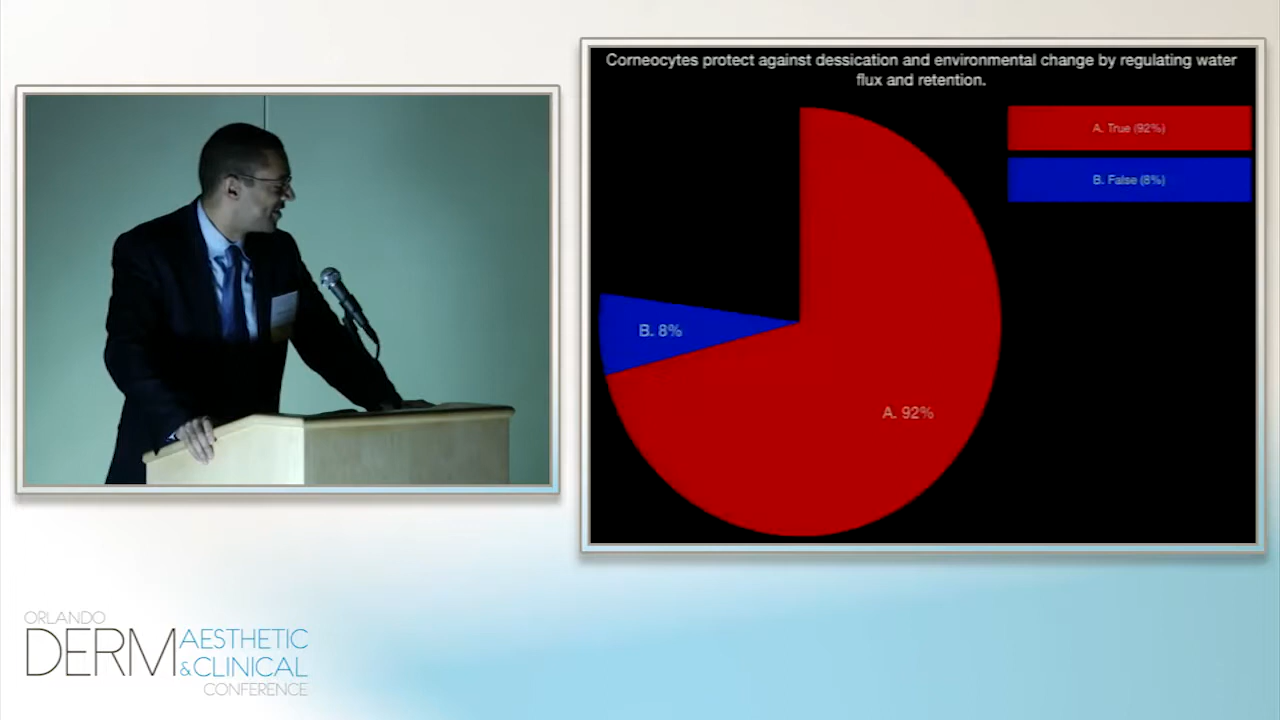 Corneocytes protect against dessication and environmental change by regulating water
flux and retention.
A. True (92%)
B. False (8%)
B. 8%
A. 92%
ORLANDO
DERM AESTHETIC
& CLINICAL
CONFERENCE